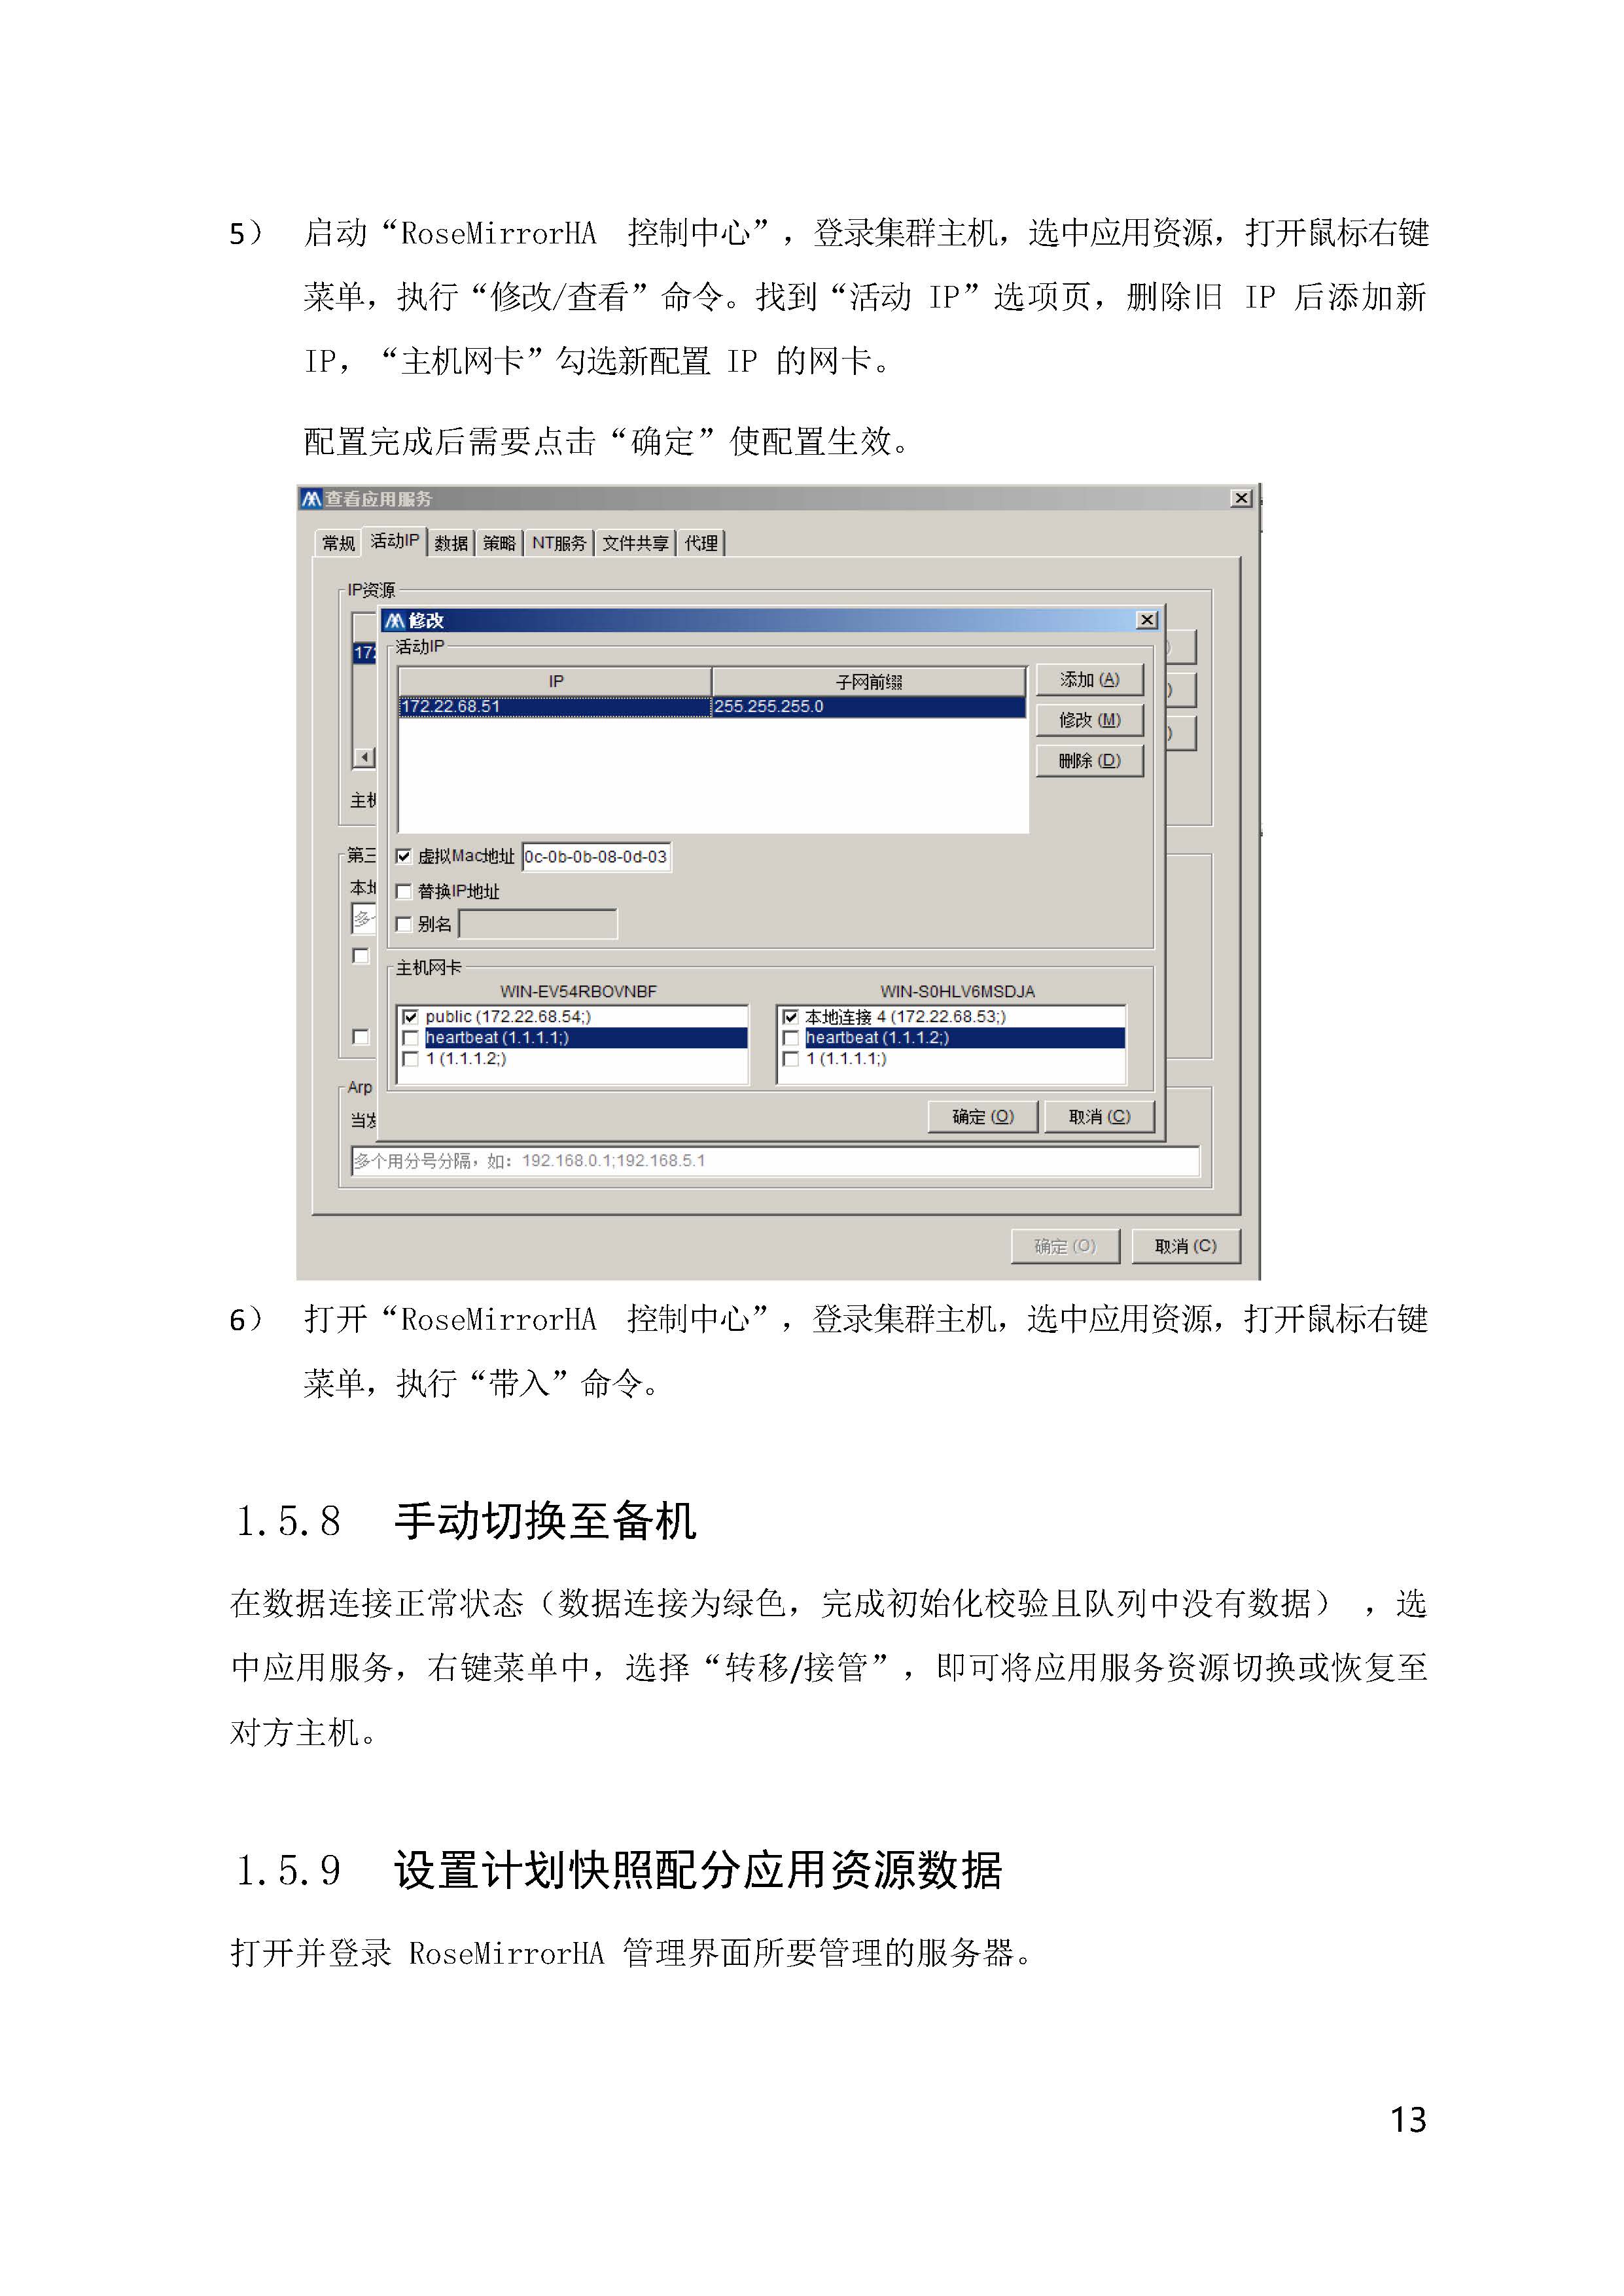 5） 启动“RoseMirrorHA 控制中心”，登录集群主机，选中应用资源，打开鼠标右键
菜单，执行“修改/查看”命令。找到“活动 IP”选项页，删除旧 IP 后添加新
IP，“主机网卡”勾选新配置 IP 的网卡。
配置完成后需要点击“确定”使配置生效。
查看应用服务
常规 活动IP 数据 策略 NT服务 文件共享 代理
IP资源
修改
活动IP
IP 子网前缀
添加(A)
172.22.68.51 255.255.255.0
修改(M)
删除(D)
虚拟Mac地址 0c-0b-0b-08-0d-03
替换IP地址
别名
主机网卡
WIN-EV54RBOVNBF WIN-S0HLV6MSDJA
public (172.22.68.54;) 本地连接 4 (172.22.68.53;)
heartbeat (1.1.1.1;) heartbeat (1.1.1.2;)
1 (1.1.1.2;) 1 (1.1.1.1;)
Arp
确定(O) 取消(C)
多个用分号分隔，如：192.168.0.1;192.168.5.1
确定(O) 取消(C)
6） 打开“RoseMirrorHA 控制中心”，登录集群主机，选中应用资源，打开鼠标右键
菜单，执行“带入”命令。
1.5.8 手动切换至备机
在数据连接正常状态（数据连接为绿色，完成初始化校验且队列中没有数据） ，选
中应用服务，右键菜单中，选择“转移/接管”，即可将应用服务资源切换或恢复至
对方主机。
1.5.9 设置计划快照配分应用资源数据
打开并登录 RoseMirrorHA 管理界面所要管理的服务器。
13